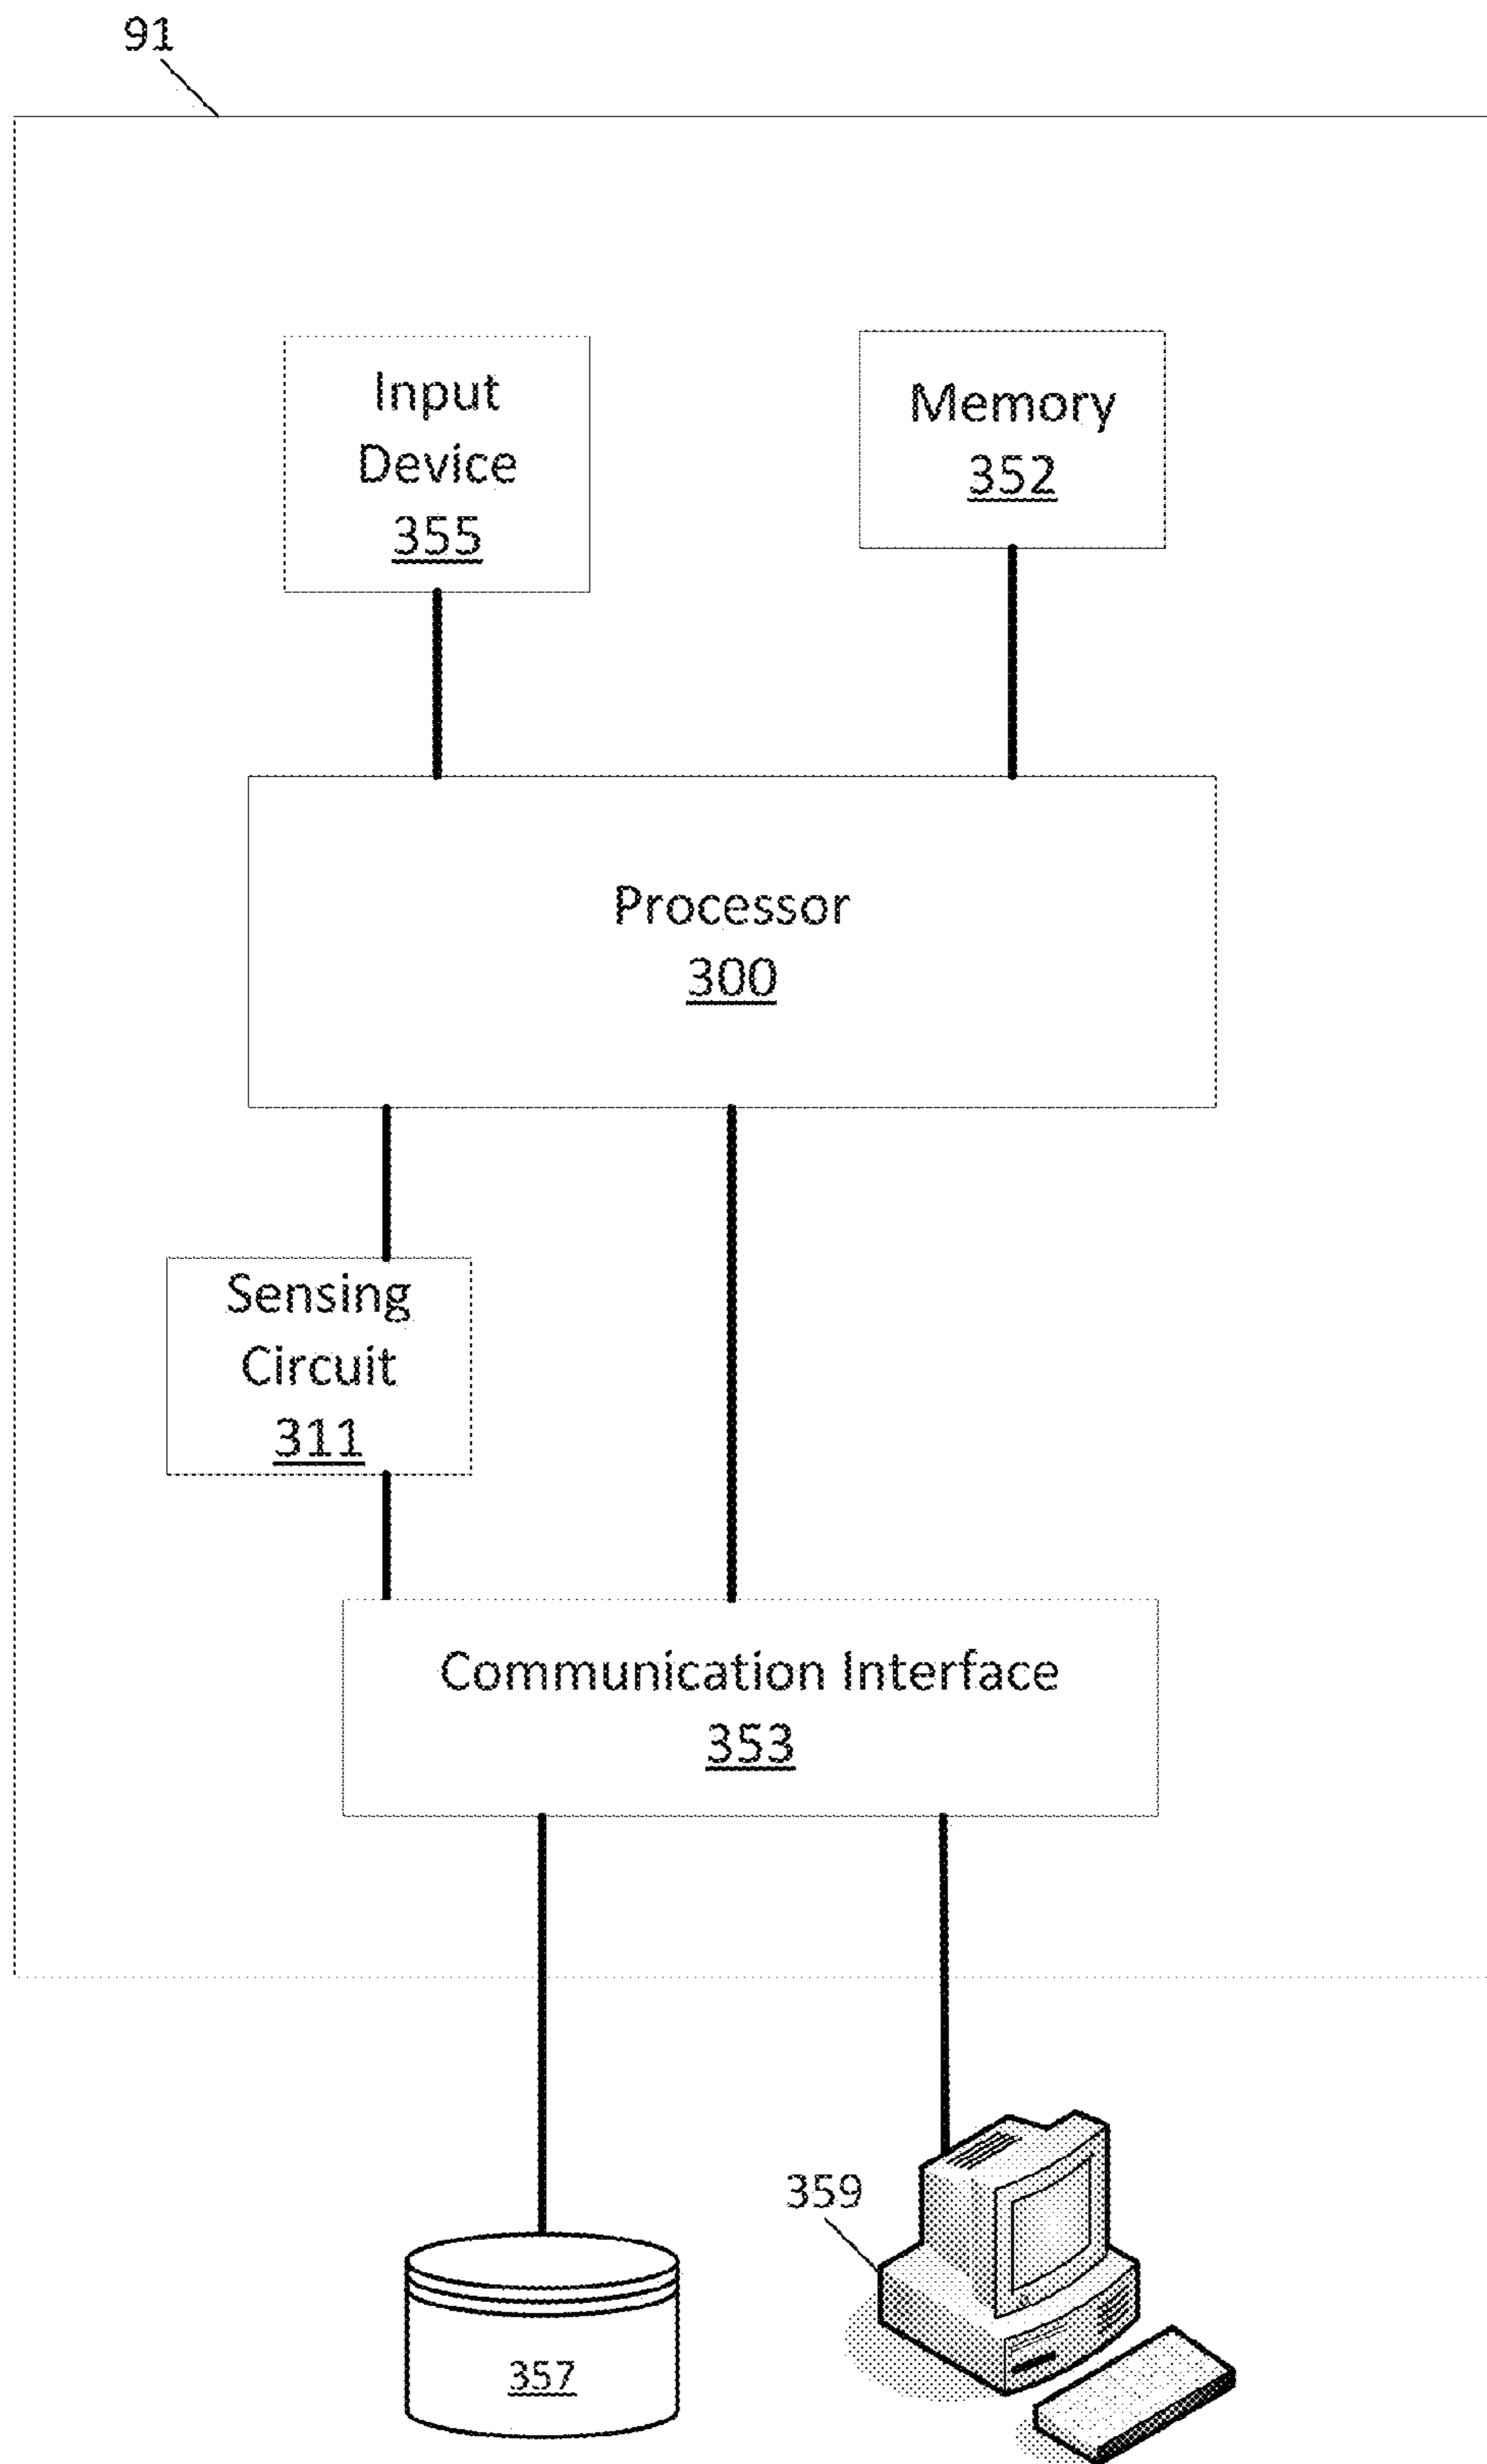 91
Input
Device
355
Memory
352
Processor
300
Sensing
Circuit
311
Communication Interface
353
359
357